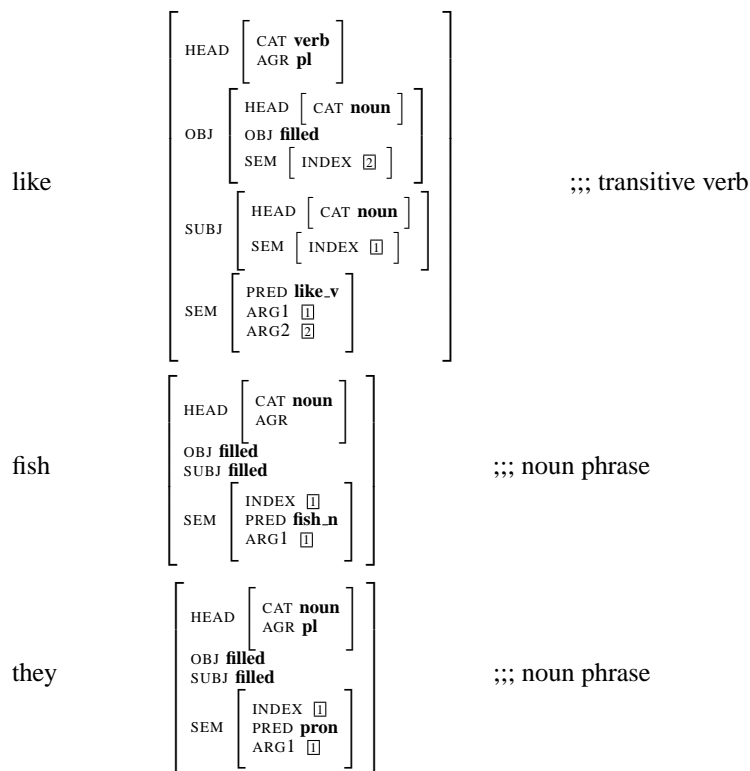 HEAD CAT verb
AGR pl
HEAD CAT noun
OBJ OBJ filled
SEM INDEX 2
like ;;; transitive verb
HEAD CAT noun
SUBJ
SEM INDEX 1
PRED like_v
SEM ARG1 1
ARG2 2
HEAD CAT noun
AGR
OBJ filled
fish SUBJ filled ;;; noun phrase
INDEX 1
SEM PRED fish_n
ARG1 1
HEAD CAT noun
AGR pl
OBJ filled
they SUBJ filled ;;; noun phrase
INDEX 1
SEM PRED pron
ARG1 1